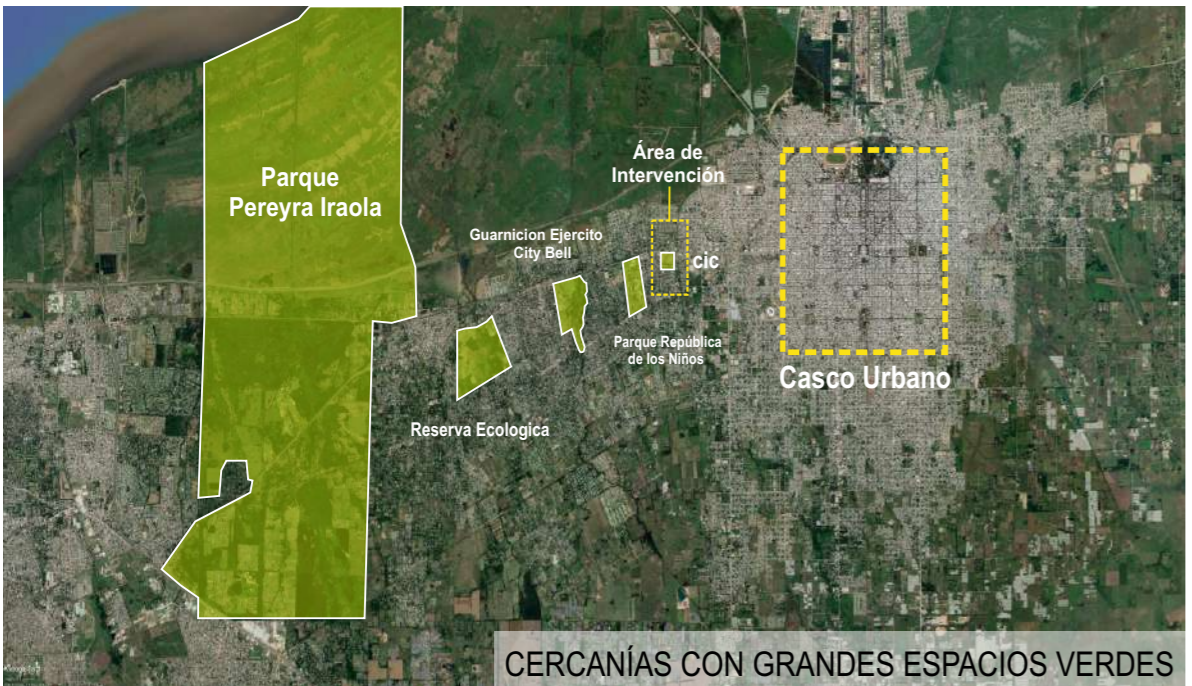 Parque
Pereyra Iraola
Guarnicion Ejercito
City Bell
Área de
Intervención
cic
Parque República
de los Niños
Reserva Ecologica
Casco Urbano
CERCANÍAS CON GRANDES ESPACIOS VERDES